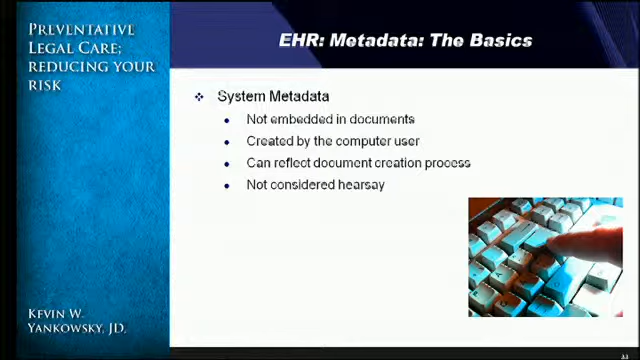 PREVENTATIVE
LEGAL CARE;
REDUCING YOUR
RISK
EHR: Metadata: The Basics
System Metadata
Not embedded in documents
Created by the computer user
Can reflect document creation process
Not considered hearsay
KEVIN W.
YANKOWSKY, JD.